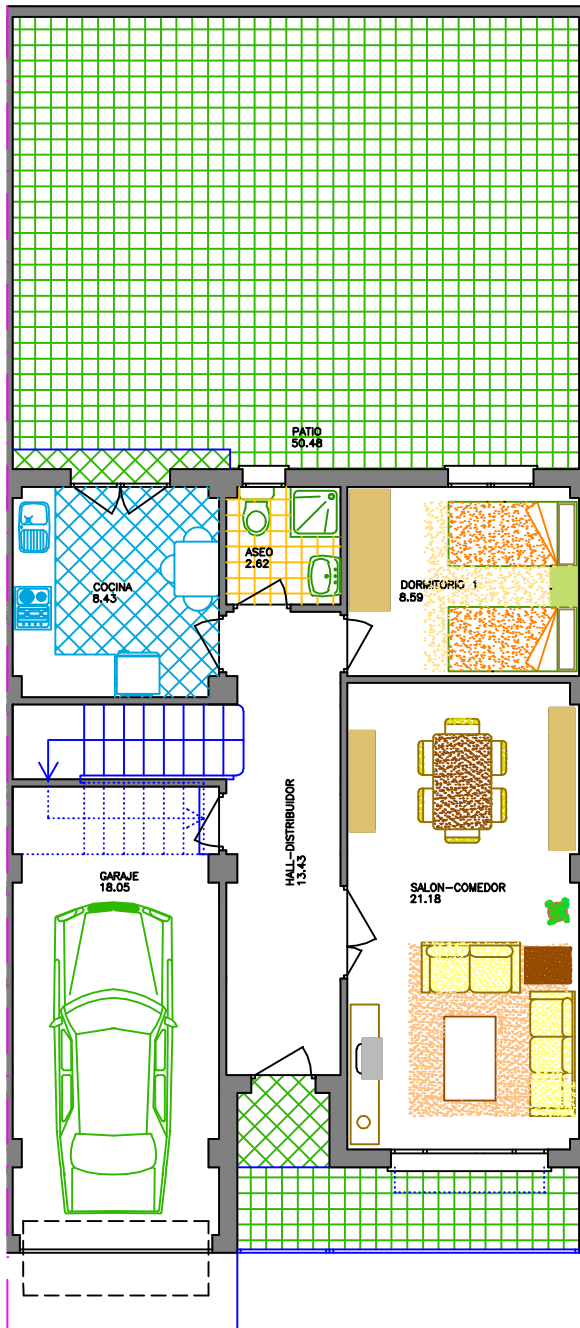 PATIO
50.48
ASEO
2.62
COCINA
8.43
DORMITORIO 1
8.59
HALL-DISTRIBUIDOR
13.43
GARAJE
18.05
SALON-COMEDOR
21.18